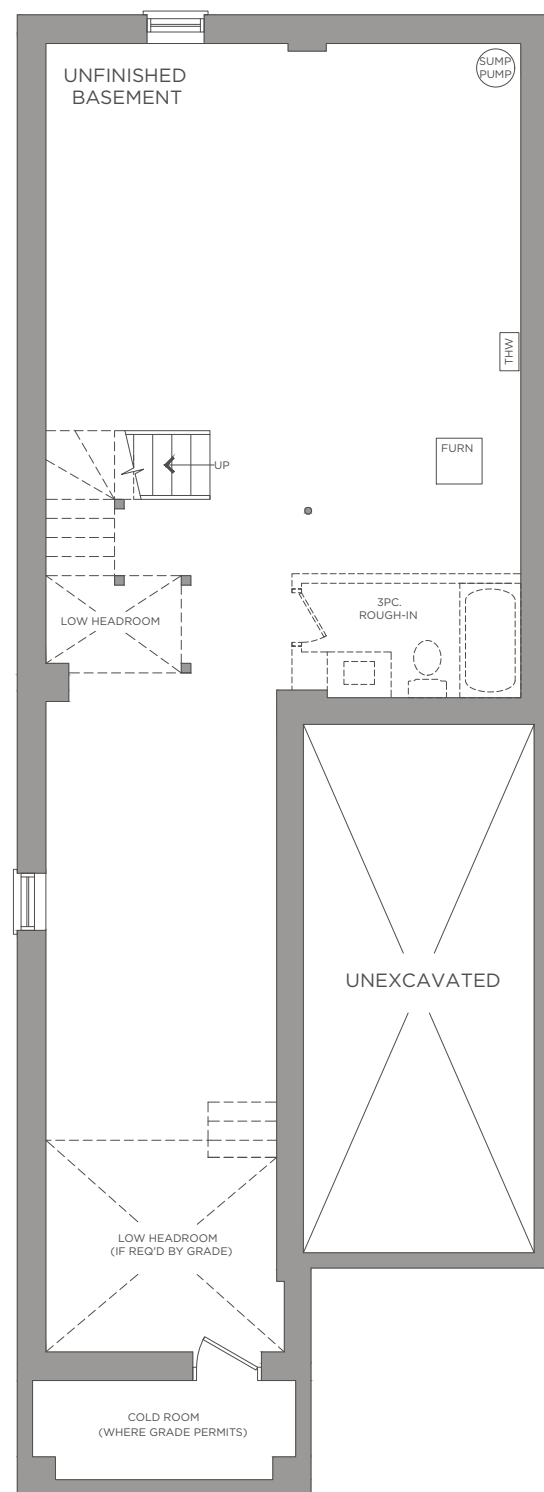 UNFINISHED
BASEMENT
SUMP
PUMP
THW
FURN
UP
3PC.
ROUGH-IN
LOW HEADROOM
UNEXCAVATED
LOW HEADROOM
(IF REQ'D BY GRADE)
COLD ROOM
(WHERE GRADE PERMITS)